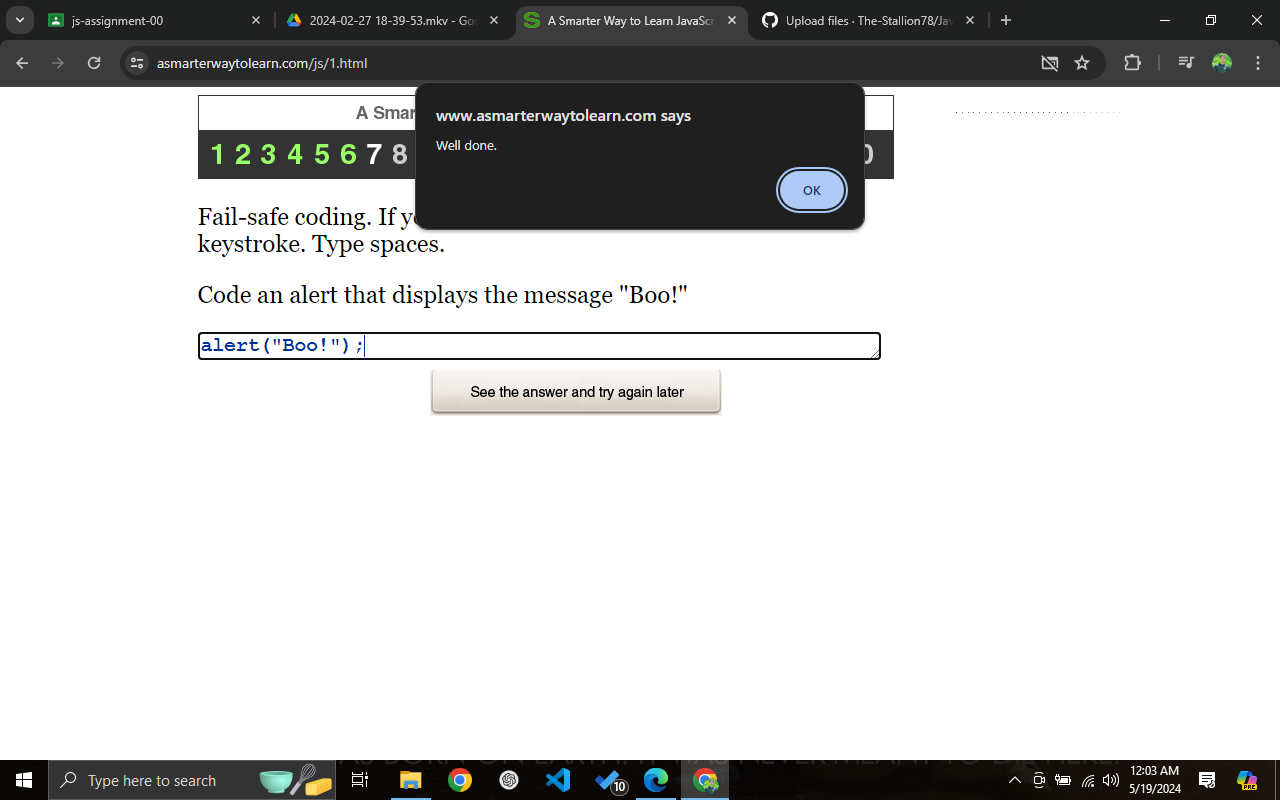 js-assignment-00
2024-02-27 18-39-53.mkv - Goo
A Smarter Way to Learn JavaScr
Upload files · The-Stallion78/Jav
asmarterwaytolearn.com/js/1.html
A Smar
www.asmarterwaytolearn.com says
Well done.
OK
1 2 3 4 5 6 7 8
Fail-safe coding. If
keystroke. Type spaces.
Code an alert that displays the message "Boo!"
alert("Boo!");
See the answer and try again later
Type here to search
10
12:03 AM
5/19/2024
PRE